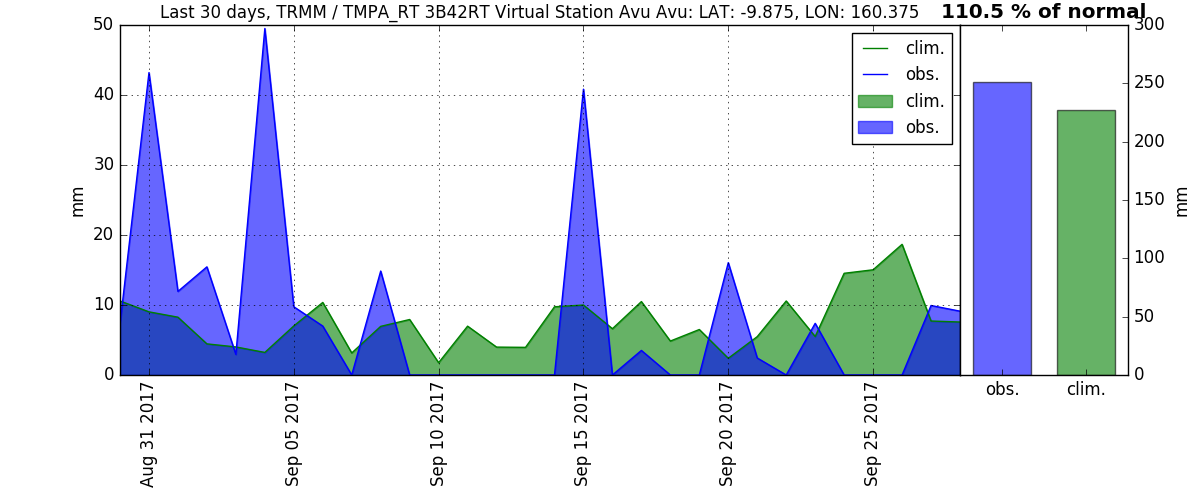 Last 30 days, TRMM / TMPA_RT 3B42RT Virtual Station Avu Avu: LAT: -9.875, LON: 160.375
110.5 % of normal
50
40
30
20
10
0
mm
clim.
obs.
clim.
obs.
300
250
200
150
100
50
0
mm
Aug 31 2017
Sep 05 2017
Sep 10 2017
Sep 15 2017
Sep 20 2017
Sep 25 2017
obs.
clim.